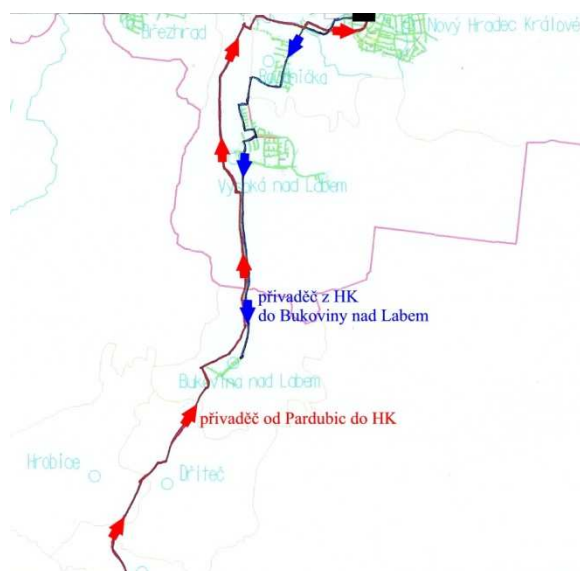 Nový Hradec Králové
Březhrad
Roudnička
Vysoká nad Labem
přivaděč z HK
do Bukoviny nad Labem
Bukovina nad Labem
přivaděč od Pardubic do HK
Hrobice
Dříteč